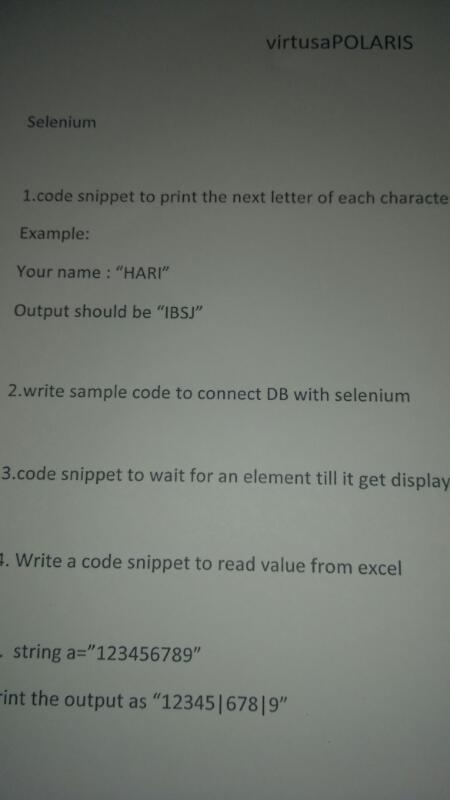 virtusaPOLARIS
Selenium
1.code snippet to print the next letter of each characte
Example:
Your name : “HARI”
Output should be “IBSJ”
2.write sample code to connect DB with selenium
3.code snippet to wait for an element till it get display
4. Write a code snippet to read value from excel
. string a=”123456789”
rint the output as “12345|678|9”